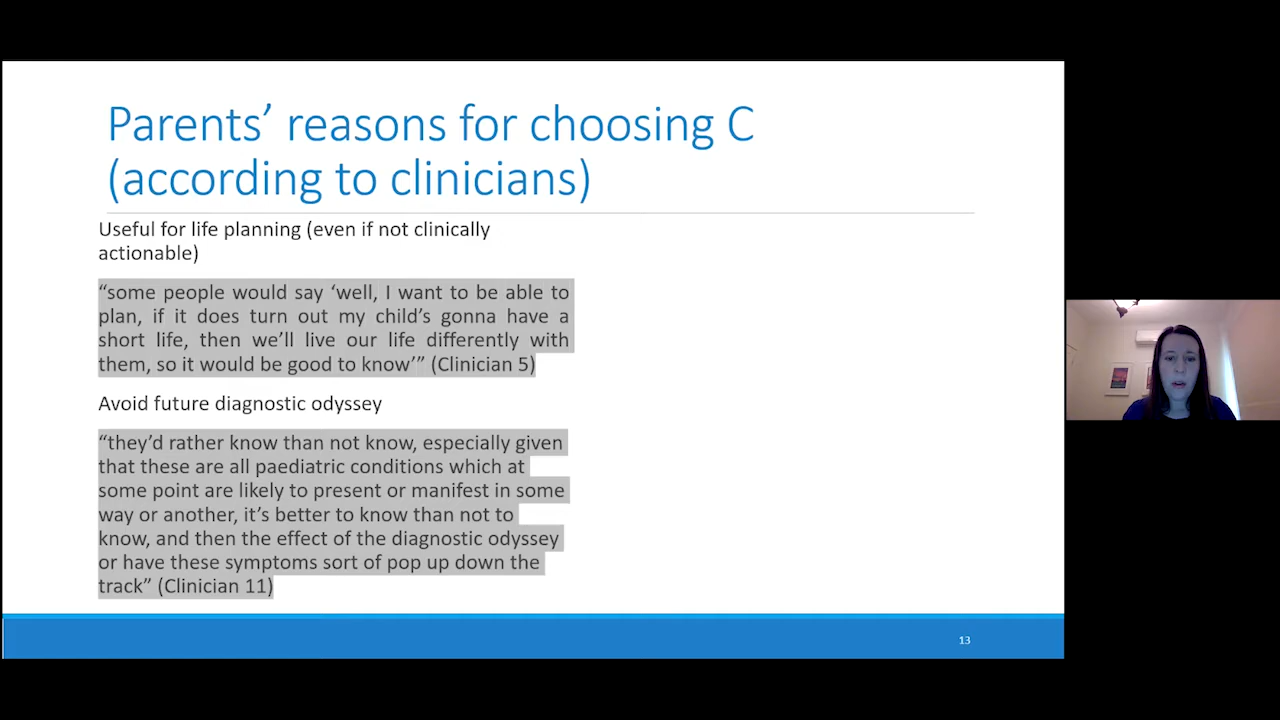 Parents’ reasons for choosing C
(according to clinicians)
Useful for life planning (even if not clinically
actionable)
“some people would say ‘well, I want to be able to
plan, if it does turn out my child’s gonna have a
short life, then we’ll live our life differently with
them, so it would be good to know’” (Clinician 5)
Avoid future diagnostic odyssey
“they’d rather know than not know, especially given
that these are all paediatric conditions which at
some point are likely to present or manifest in some
way or another, it’s better to know than not to
know, and then the effect of the diagnostic odyssey
or have these symptoms sort of pop up down the
track” (Clinician 11)
13